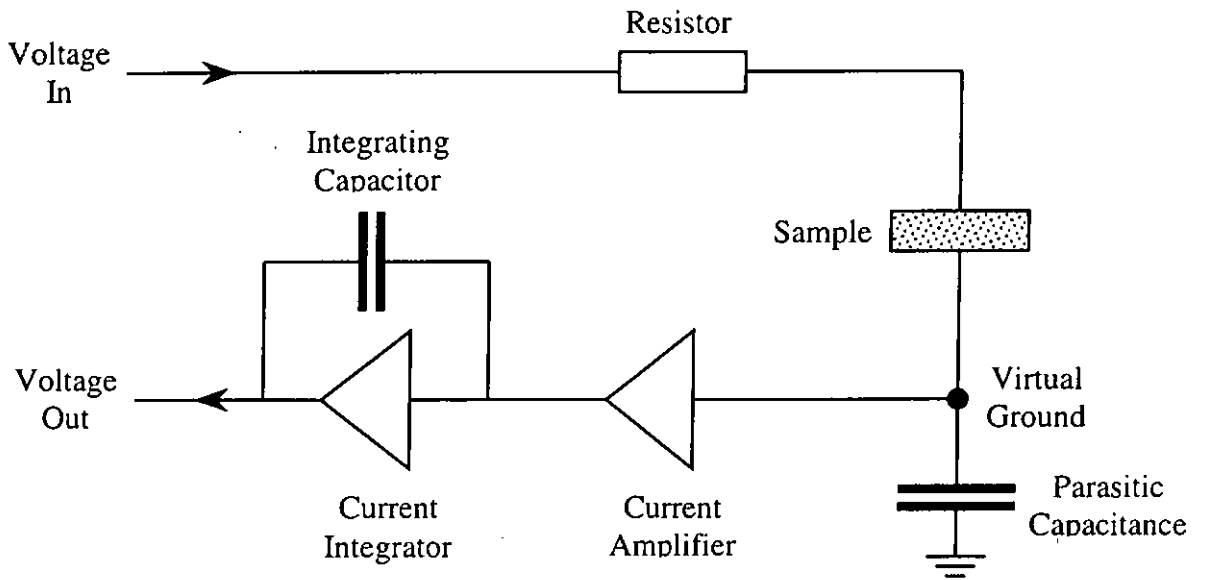 Resistor
Voltage
In
Integrating
Capacitor
Sample
Voltage
Out
Virtual
Ground
Current
Integrator
Current
Amplifier
Parasitic
Capacitance